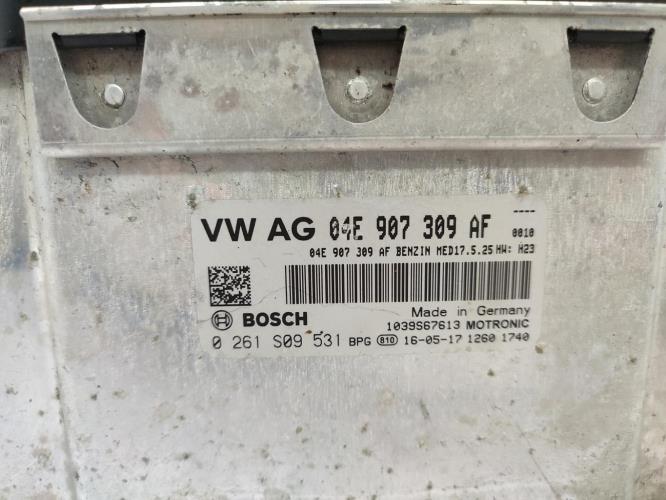 VW AG 04E 907 309 AF ----
0010
04E 907 309 AF BENZIN MED17.5.25 HW: H23
BOSCH
Made in Germany
1039S67613 MOTRONIC
0 261 S09 531 BPG 810 16-05-17 1260 1740